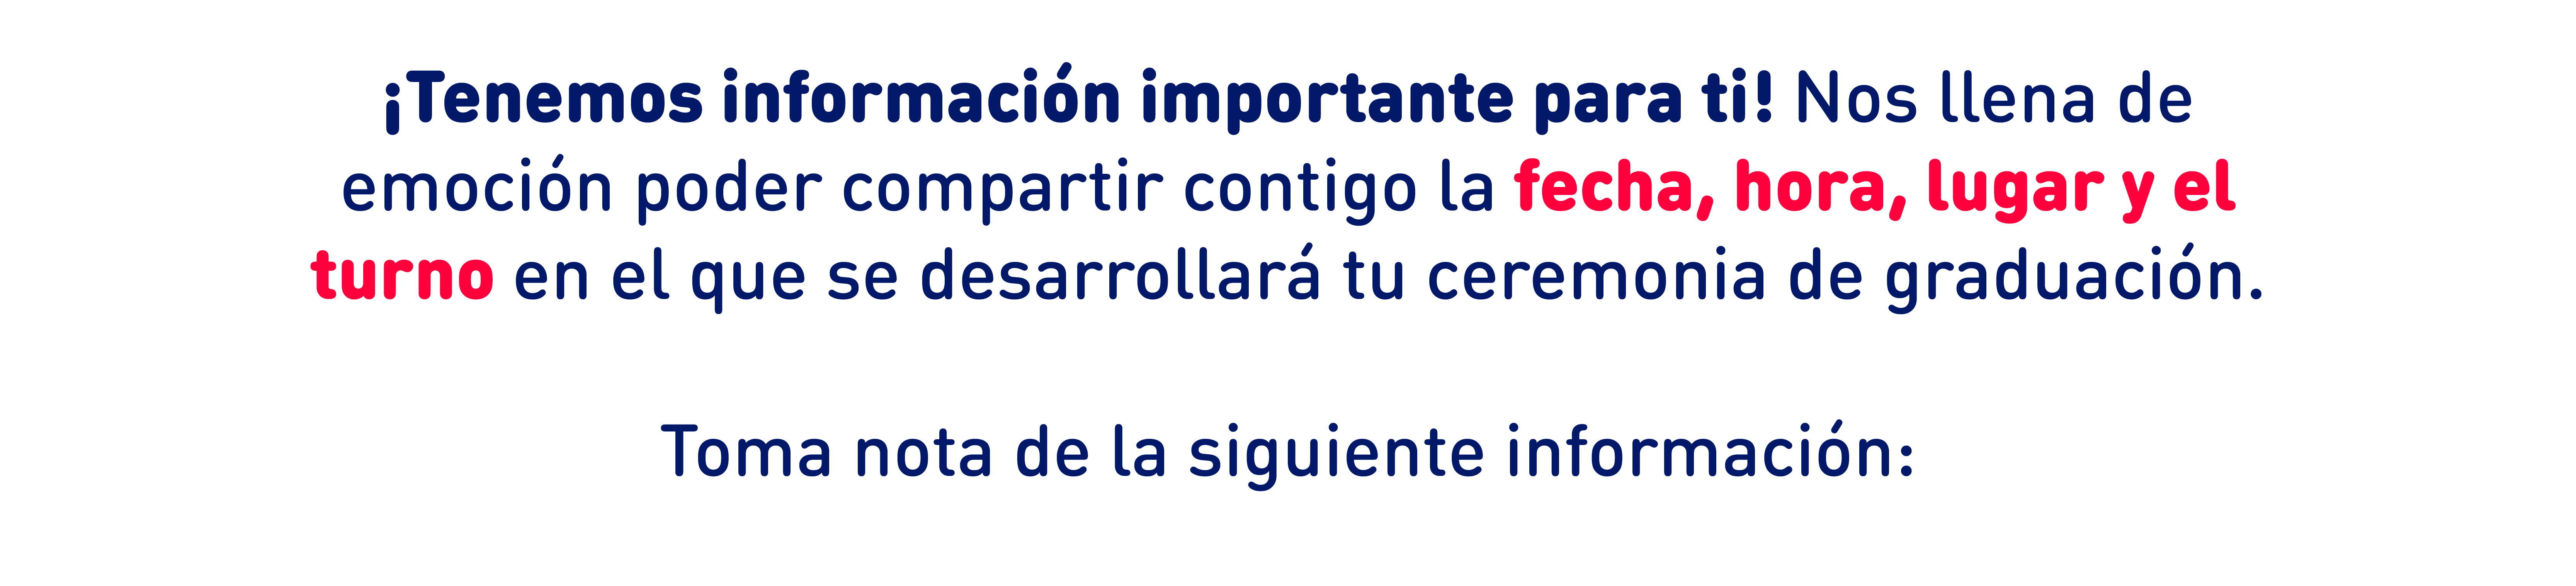 ¡Tenemos información importante para ti! Nos llena de
emoción poder compartir contigo la fecha, hora, lugar y el
turno en el que se desarrollará tu ceremonia de graduación.
Toma nota de la siguiente información: